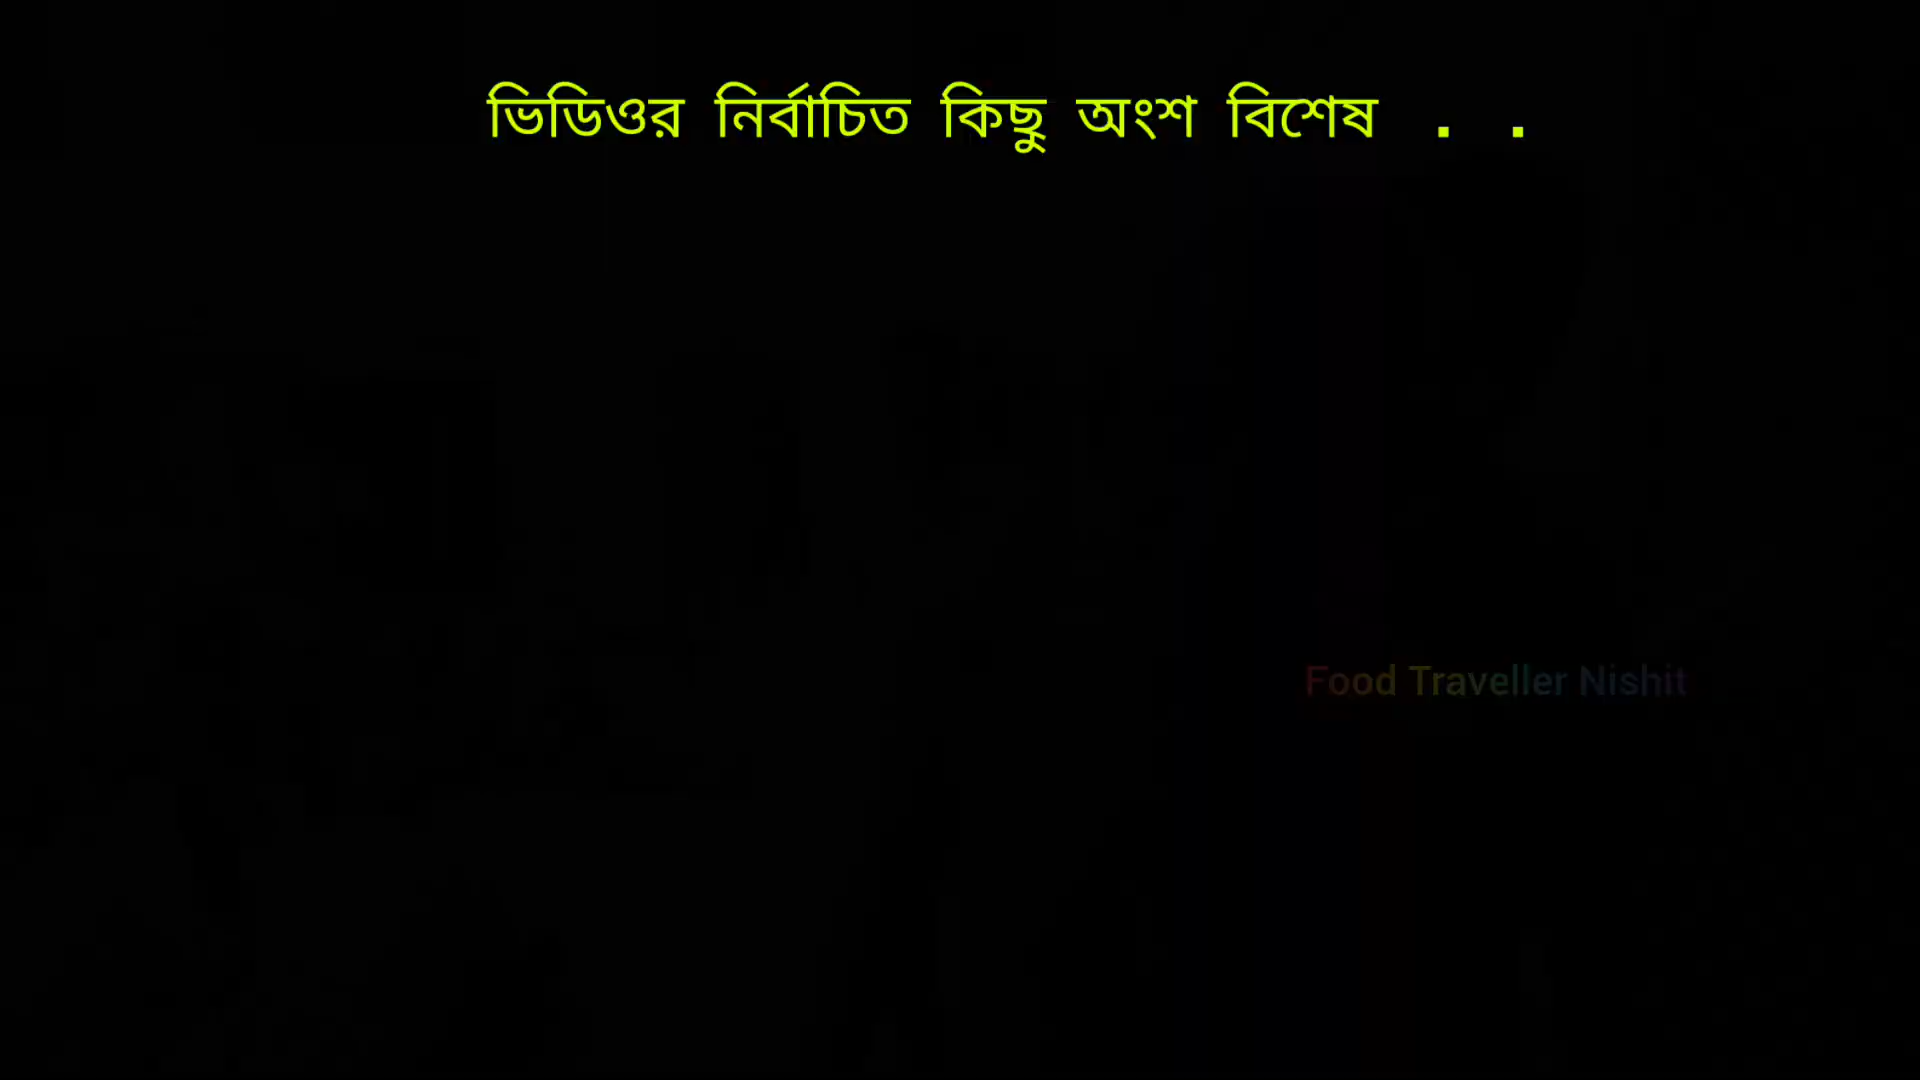 ভিডিওর নির্বাচিত কিছু অংশ বিশেষ . .
Food Traveller Nishit